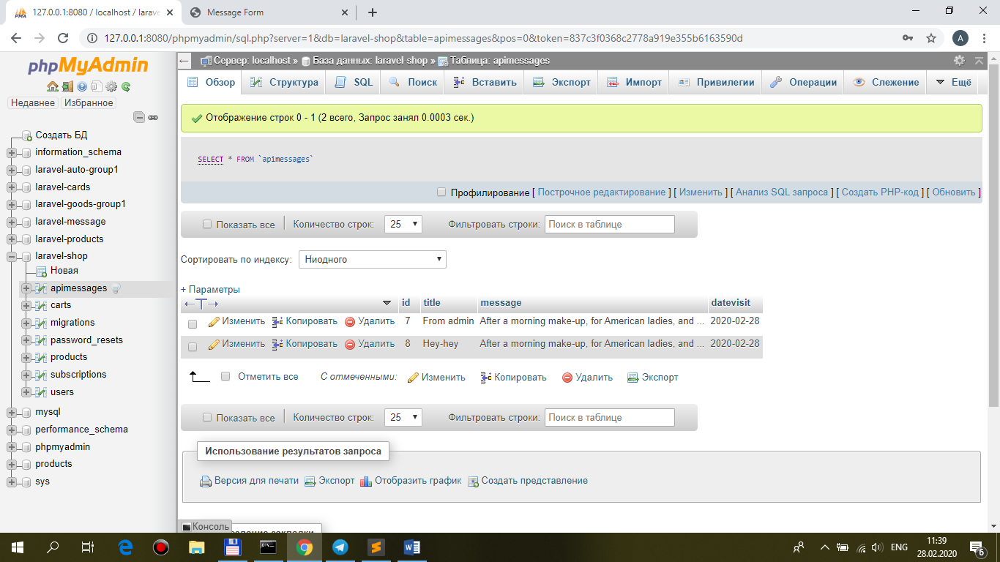 127.0.0.1:8080 / localhost / larave
Message Form
127.0.0.1:8080/phpmyadmin/sql.php?server=1&db=laravel-shop&table=apimessages&pos=0&token=837c3f0368c2778a919e355b6163590d
A
phpMyAdmin
Недавнее Избранное
Создать БД
information_schema
laravel-auto-group1
laravel-cards
laravel-goods-group1
laravel-message
laravel-products
laravel-shop
Новая
apimessages
carts
migrations
password_resets
products
subscriptions
users
mysql
performance_schema
phpmyadmin
products
sys
Сервер: localhost » База данных: laravel-shop » Таблица: apimessages
Обзор Структура SQL Поиск Вставить Экспорт Импорт Привилегии Операции Слежение Ещё
Отображение строк 0 - 1 (2 всего, Запрос занял 0.0003 сек.)
SELECT * FROM `apimessages`
Профилирование [ Построчное редактирование ] [ Изменить ] [ Анализ SQL запроса ] [ Создать PHP-код ] [ Обновить ]
Показать все Количество строк: 25 Фильтровать строки: Поиск в таблице
Сортировать по индексу: Ниодного
+ Параметры
←T→ id title message datevisit
Изменить Копировать Удалить 7 From admin After a morning make-up, for American ladies, and ... 2020-02-28
Изменить Копировать Удалить 8 Hey-hey After a morning make-up, for American ladies, and ... 2020-02-28
Отметить все С отмеченными: Изменить Копировать Удалить Экспорт
Показать все Количество строк: 25 Фильтровать строки: Поиск в таблице
Использование результатов запроса
Версия для печати Экспорт Отобразить график Создать представление
Консоль
ENG
11:39
28.02.2020
6